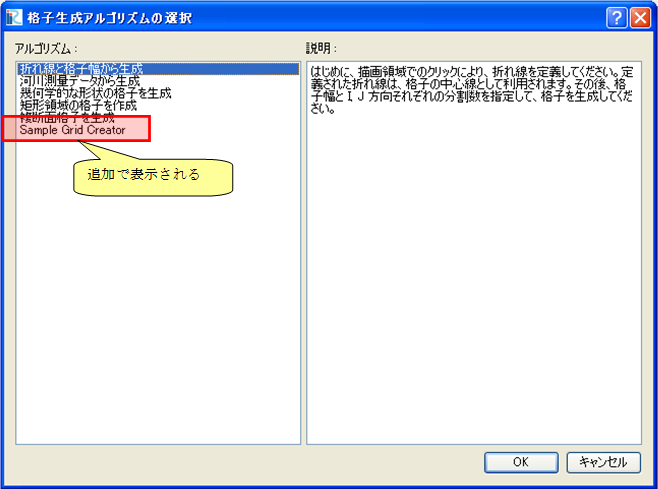 格子生成アルゴリズムの選択
アルゴリズム：
折れ線と格子幅から生成
河川測量データから生成
幾何学的な形状の格子を生成
矩形領域の格子を作成
複断面格子を生成
Sample Grid Creator
追加で表示される
説明：
はじめに、描画領域でのクリックにより、折れ線を定義してください。定
義された折れ線は、格子の中心線として利用されます。その後、格
子幅とＩＪ方向それぞれの分割数を指定して、格子を生成してくだ
さい。
OK
キャンセル